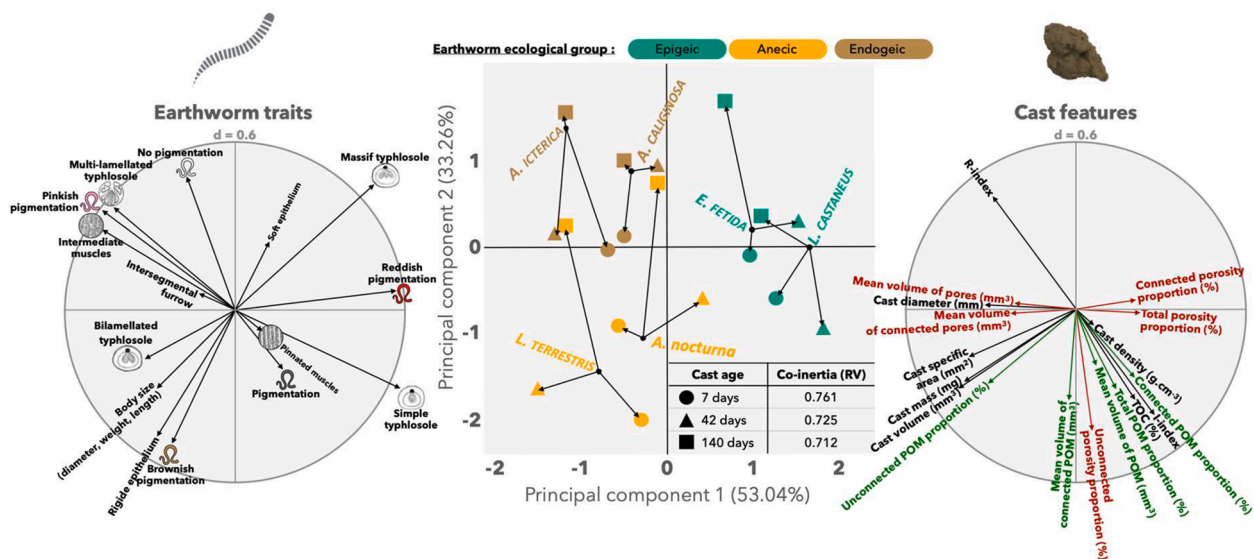 Earthworm ecological group :
Epigeic
Anecic
Endogeic
Earthworm traits
d = 0.6
No pigmentation
Massif typhlosole
Multi-lamellated
typhlosole
Pinkish
pigmentation
Intermediate
muscles
Soft epithelium
Intersegmental
furrow
Reddish
pigmentation
Bilamellated
typhlosole
Pinnated muscles
Pigmentation
Body size
(diameter, weight, length)
Simple
typhlosole
Rigide epithelium
Brownish
pigmentation
Principal component 2 (33.26%)
2
1
0
-1
-2
0
A. ICTERICA
A. CALIGINOSA
E. FETIDA
L. CASTANEUS
L. TERRESTRIS
A. nocturna
Cast age
Co-inertia (RV)
7 days
0.761
42 days
0.725
140 days
0.712
-2
-1
0
1
2
Principal component 1 (53.04%)
Cast features
d = 0.6
R-index
Mean volume of pores (mm³)
Cast diameter (mm)
Mean volume
of connected pores (mm³)
Connected porosity
proportion (%)
Total porosity
proportion (%)
Cast specific
area (mm²)
Cast mass (mg)
Cast volume (mm³)
Unconnected POM proportion (%)
Mean volume of
connected POM (mm³)
Unconnected
porosity proportion (%)
Mean volume of POM (mm³)
Total POM proportion (%)
TOC (%)
I-index
Cast density (g.cm-³)
Connected POM proportion (%)